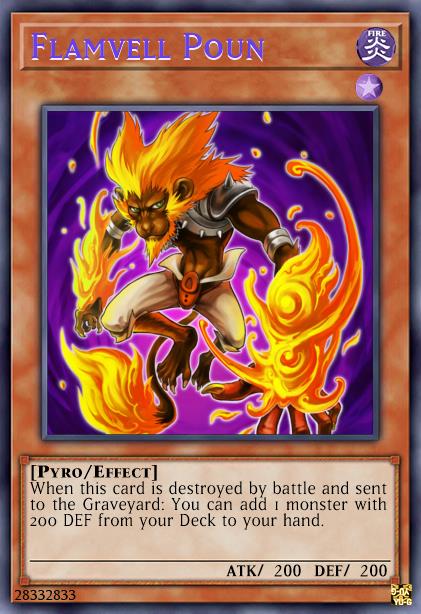 Flamvell Poun
FIRE
炎
[Pyro/Effect]
When this card is destroyed by battle and sent
to the Graveyard: You can add 1 monster with
200 DEF from your Deck to your hand.
ATK/ 200 DEF/ 200
28332833